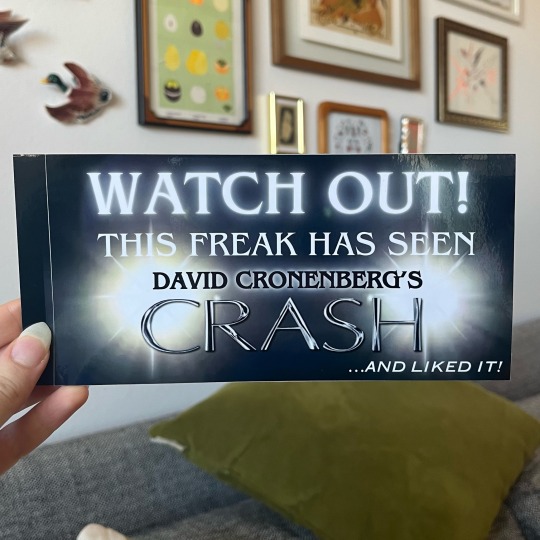 WATCH OUT!
THIS FREAK HAS SEEN
DAVID CRONENBERG'S
CRASH
...AND LIKED IT!